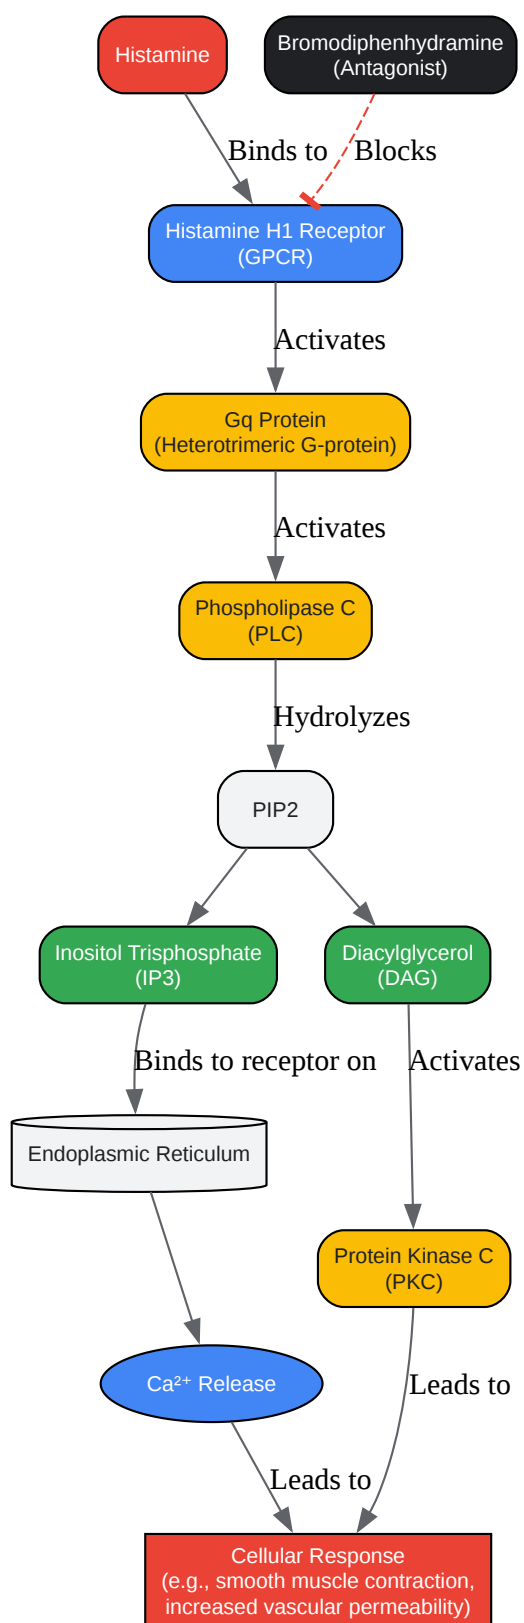 Histamine
Bromodiphenhydramine
(Antagonist)
Binds to
Blocks
Histamine H1 Receptor
(GPCR)
Activates
Gq Protein
(Heterotrimeric G-protein)
Activates
Phospholipase C
(PLC)
Hydrolyzes
PIP2
Inositol Trisphosphate
(IP3)
Diacylglycerol
(DAG)
Binds to receptor on
Activates
Endoplasmic Reticulum
Protein Kinase C
(PKC)
Ca²⁺ Release
Leads to
Leads to
Cellular Response
(e.g., smooth muscle contraction,
increased vascular permeability)